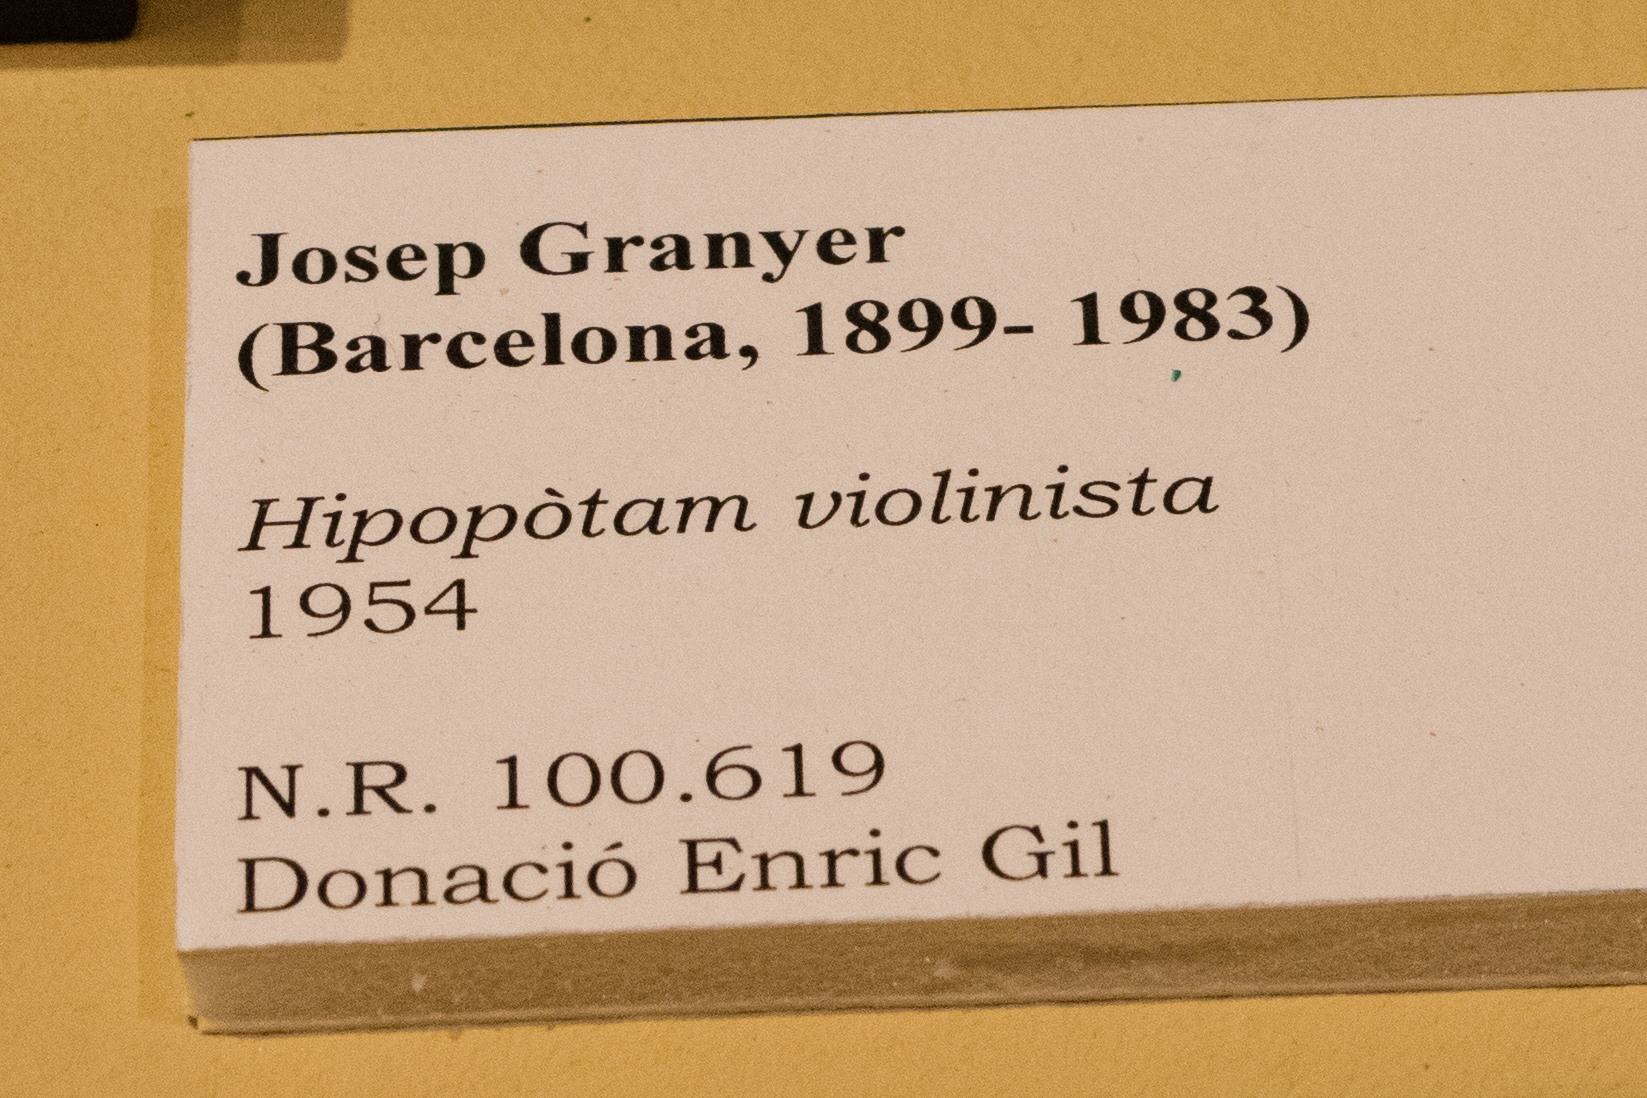 Josep Granyer
(Barcelona, 1899- 1983)
Hipopòtam violinista
1954
N.R. 100.619
Donació Enric Gil